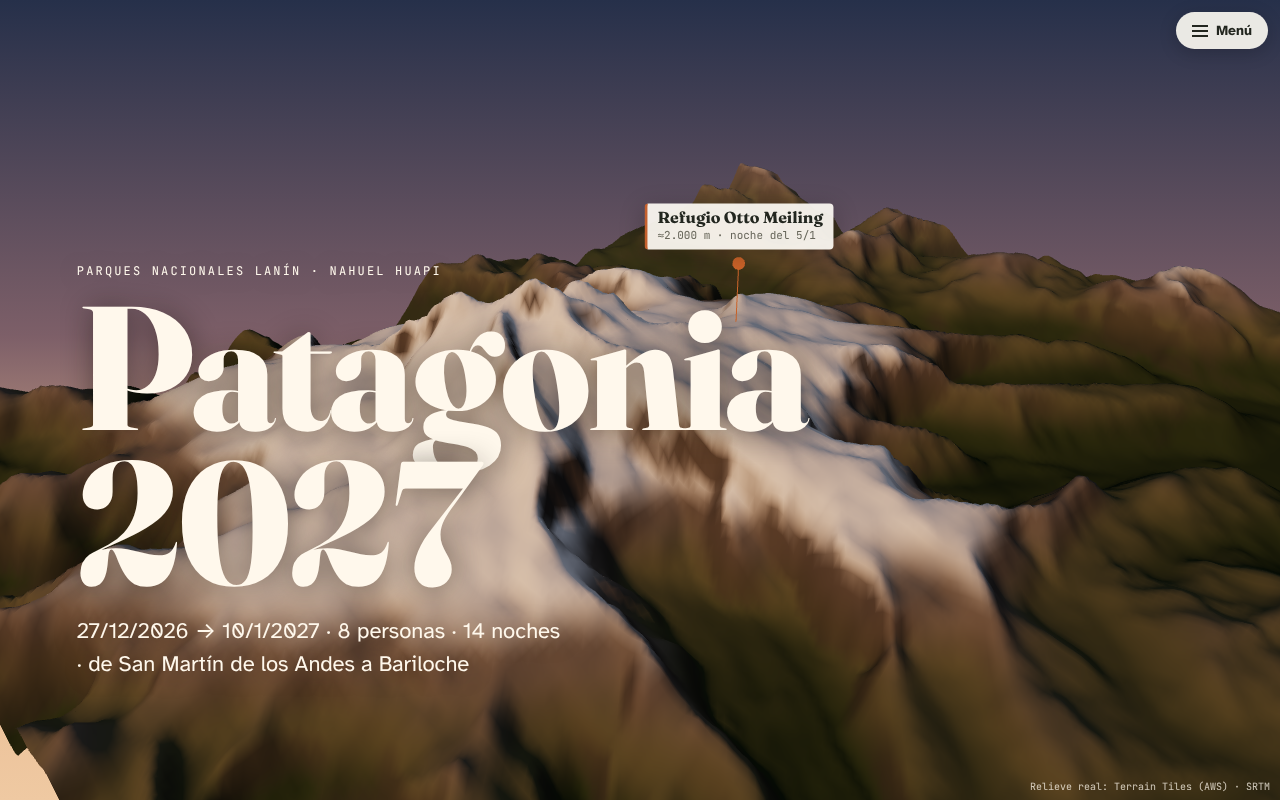 Menú
Refugio Otto Meiling
≈2.000 m · noche del 5/1
PARQUES NACIONALES LANÍN · NAHUEL HUAPI
Patagonia
2027
27/12/2026 → 10/1/2027 · 8 personas · 14 noches
· de San Martín de los Andes a Bariloche
Relieve real: Terrain Tiles (AWS) · SRTM